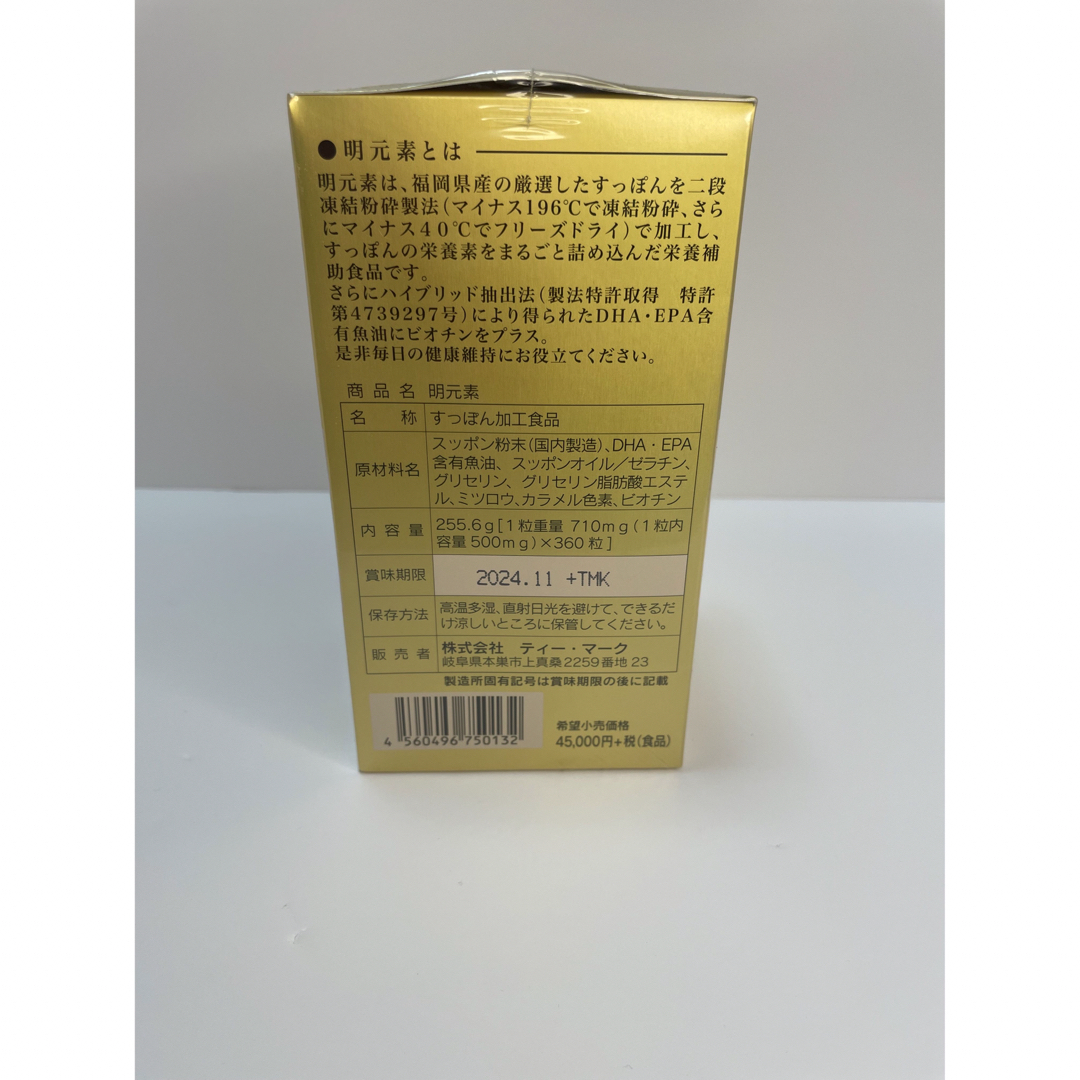 ●明元素とは
明元素は、福岡県産の厳選したすっぽんを二段
凍結粉砕製法(マイナス196℃で凍結粉砕、さら
にマイナス40℃でフリーズドライ)で加工し、
すっぽんの栄養素をまるごと詰め込んだ栄養補
助食品です。
さらにハイブリッド抽出法(製法特許取得 特許
第4739297号)により得られたDHA・EPA含
有魚油にビオチンをプラス。
是非毎日の健康維持にお役立てください。
商品名 明元素
名称 すっぽん加工食品
原材料名 スッポン粉末(国内製造)、DHA・EPA
含有魚油、スッポンオイル/ゼラチン、
グリセリン、グリセリン脂肪酸エステ
ル、ミツロウ、カラメル色素、ビオチン
内容量 255.6g[1粒重量 710mg(1粒内
容量500mg)×360粒]
賞味期限 2024.11 +TMK
保存方法 高温多湿、直射日光を避けて、できるだ
け涼しいところに保管してください。
販売者 株式会社 ティー・マーク
岐阜県本巣市上真桑2259番地23
製造所固有記号は賞味期限の後に記載
4 560496 750132
希望小売価格
45,000円+税(食品)